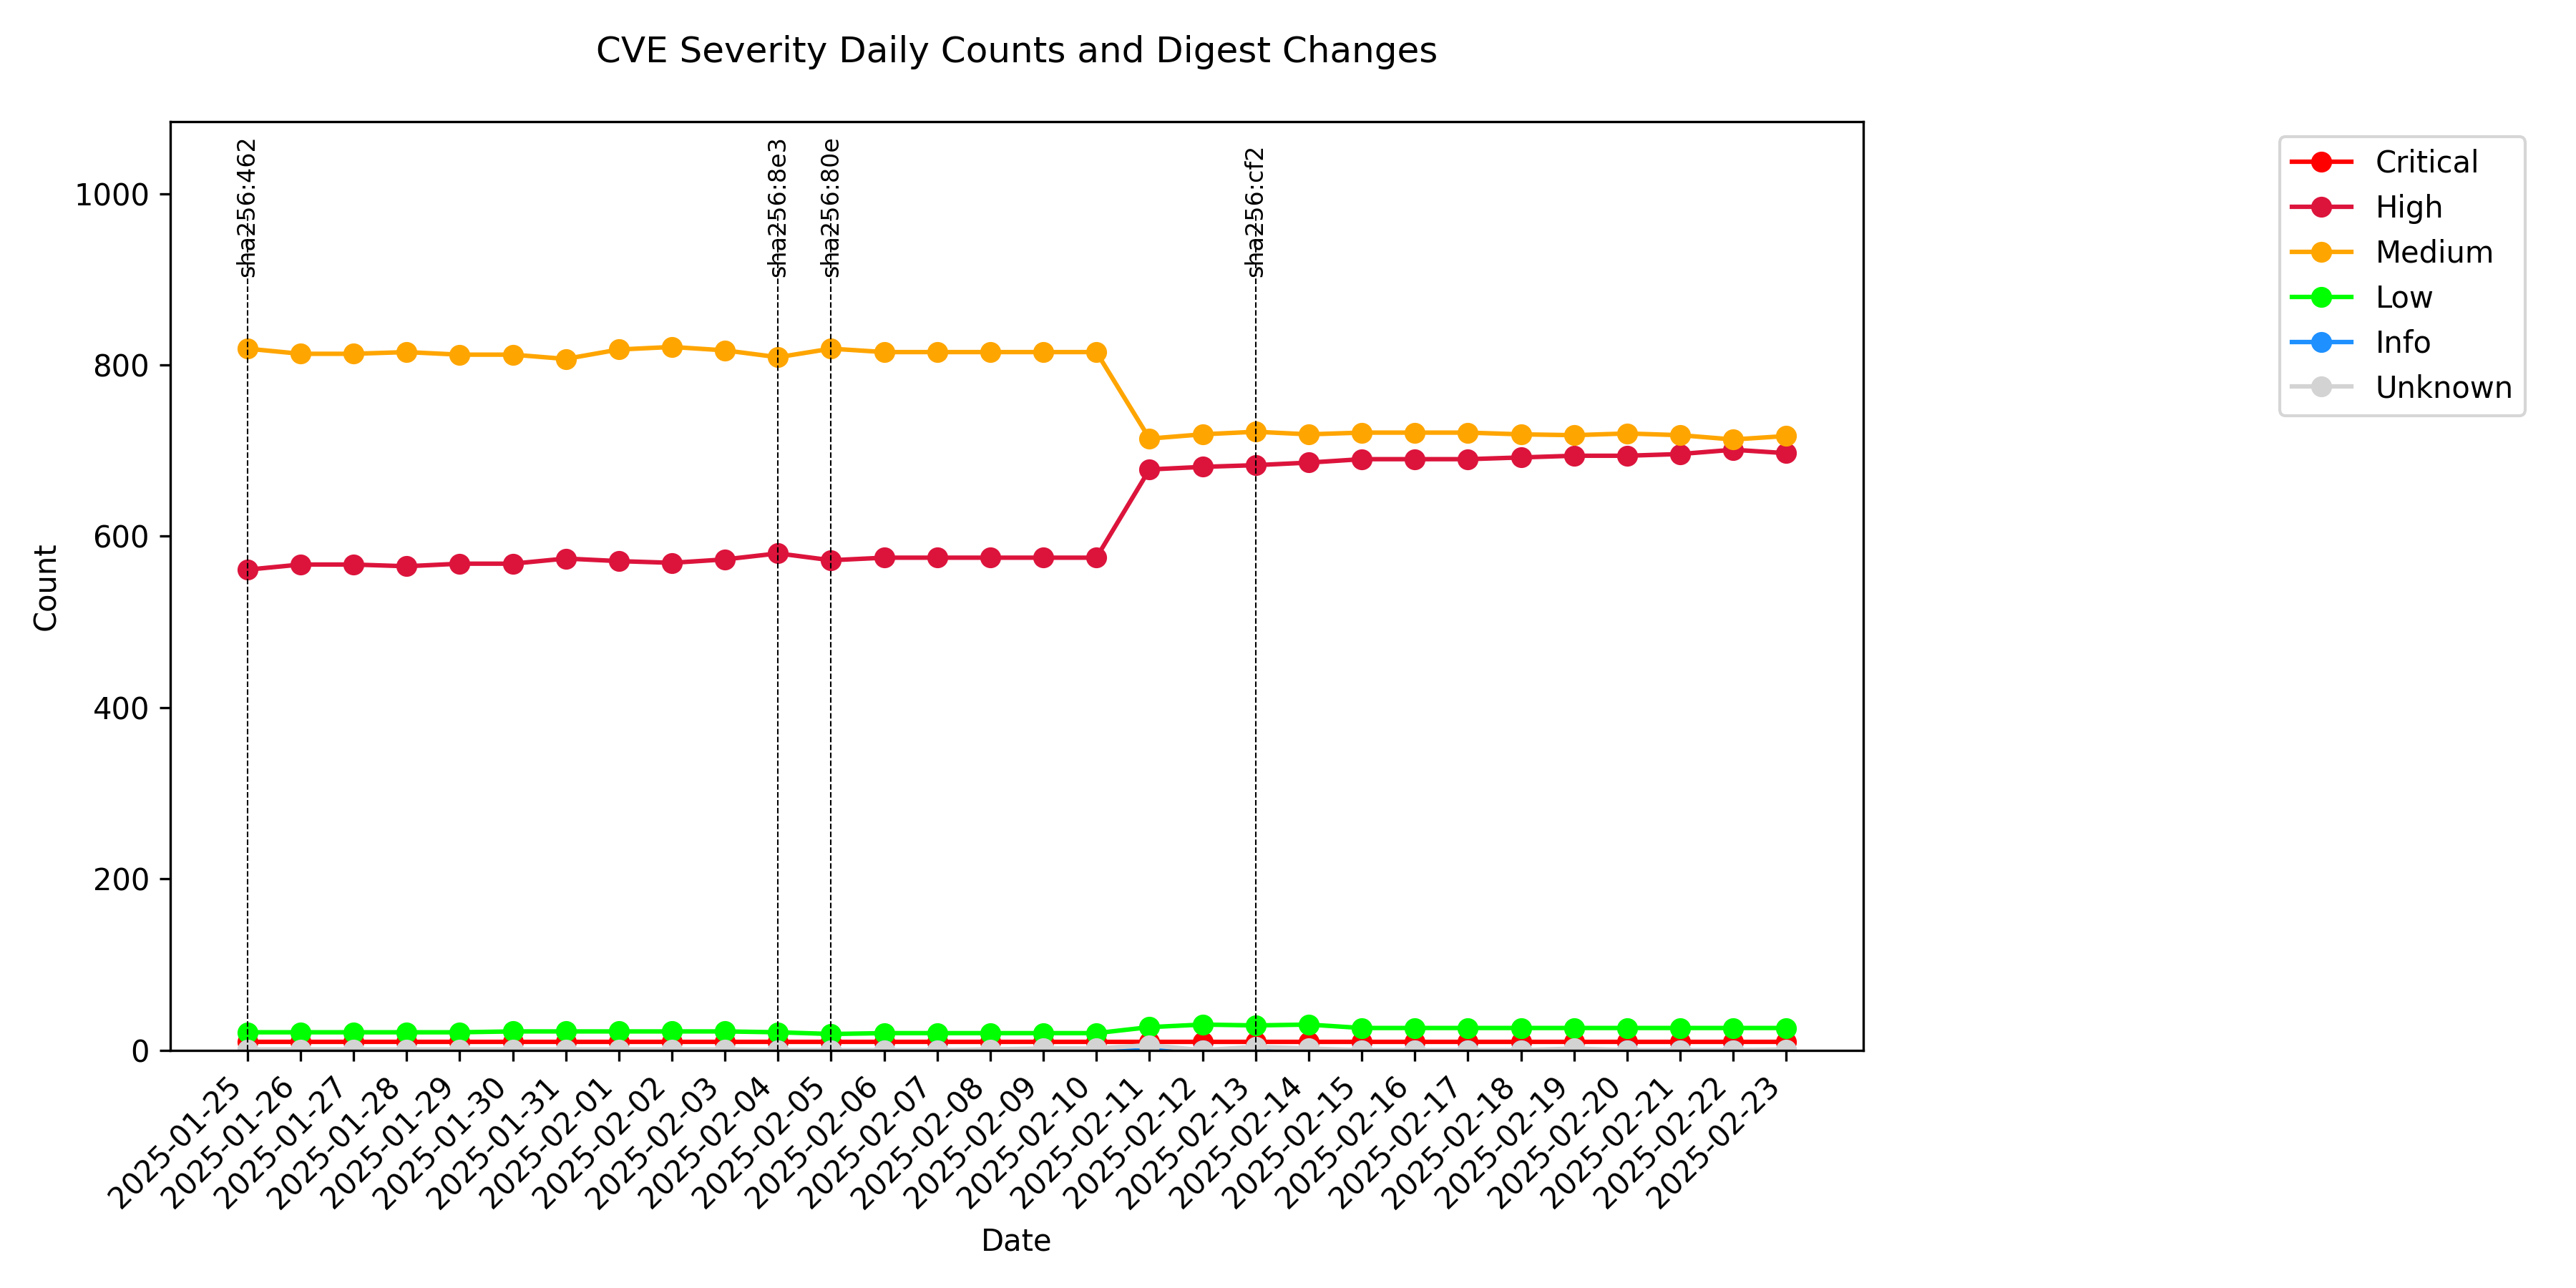 CVE Severity Daily Counts and Digest Changes
sha256:462
sha256:8e3
sha256:80e
sha256:cf2
Critical
High
Medium
Low
Info
Unknown
1000
800
600
400
200
0
Count
2025-01-25
2025-01-26
2025-01-27
2025-01-28
2025-01-29
2025-01-30
2025-01-31
2025-02-01
2025-02-02
2025-02-03
2025-02-04
2025-02-05
2025-02-06
2025-02-07
2025-02-08
2025-02-09
2025-02-10
2025-02-11
2025-02-12
2025-02-13
2025-02-14
2025-02-15
2025-02-16
2025-02-17
2025-02-18
2025-02-19
2025-02-20
2025-02-21
2025-02-22
2025-02-23
Date